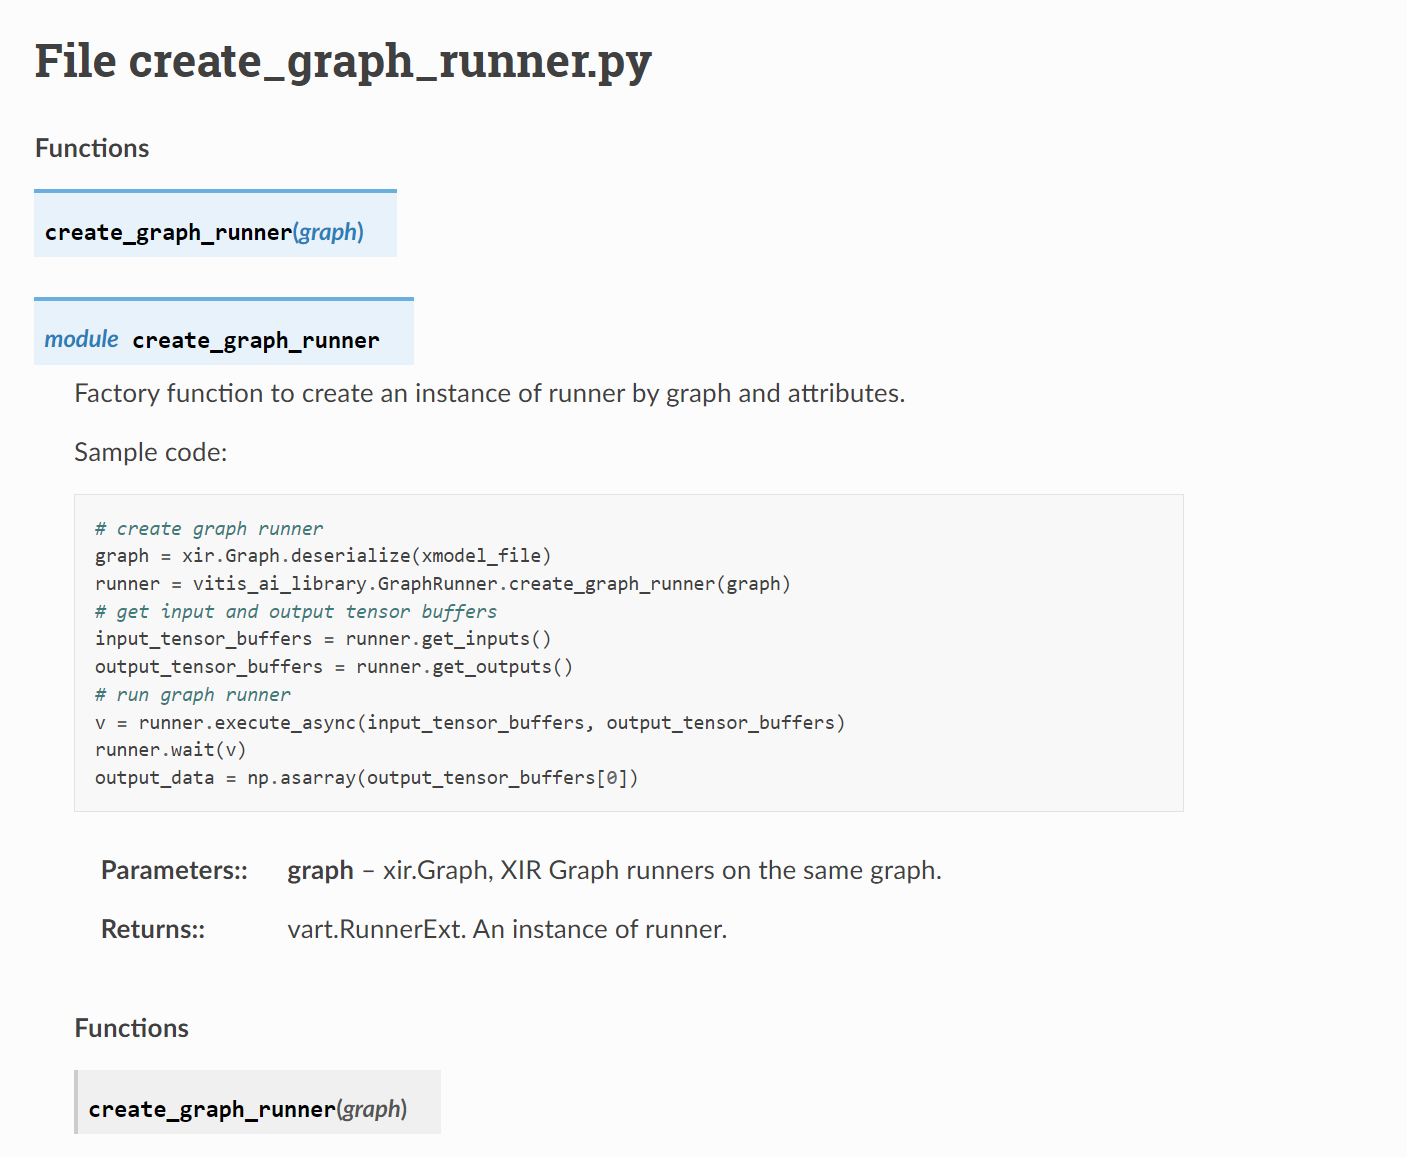 File create_graph_runner.py
Functions
create_graph_runner(graph)
module create_graph_runner
Factory function to create an instance of runner by graph and attributes.
Sample code:
# create graph runner
graph = xir.Graph.deserialize(xmodel_file)
runner = vitis_ai_library.GraphRunner.create_graph_runner(graph)
# get input and output tensor buffers
input_tensor_buffers = runner.get_inputs()
output_tensor_buffers = runner.get_outputs()
# run graph runner
v = runner.execute_async(input_tensor_buffers, output_tensor_buffers)
runner.wait(v)
output_data = np.asarray(output_tensor_buffers[0])
Parameters:: graph – xir.Graph, XIR Graph runners on the same graph.
Returns:: vart.RunnerExt. An instance of runner.
Functions
create_graph_runner(graph)